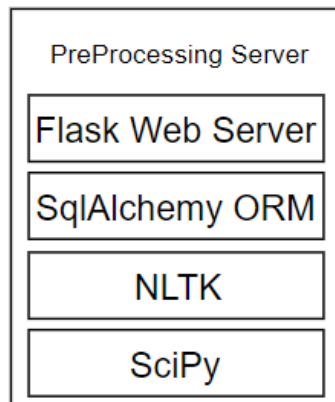 PreProcessing Server
Flask Web Server
SqlAlchemy ORM
NLTK
SciPy